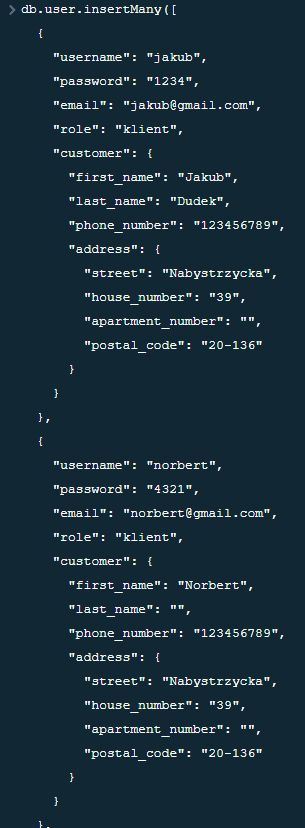 > db.user.insertMany([
{
"username": "jakub",
"password": "1234",
"email": "jakub@gmail.com",
"role": "klient",
"customer": {
"first_name": "Jakub",
"last_name": "Dudek",
"phone_number": "123456789",
"address": {
"street": "Nabystrzycka",
"house_number": "39",
"apartment_number": "",
"postal_code": "20-136"
}
}
},
{
"username": "norbert",
"password": "4321",
"email": "norbert@gmail.com",
"role": "klient",
"customer": {
"first_name": "Norbert",
"last_name": "",
"phone_number": "123456789",
"address": {
"street": "Nabystrzycka",
"house_number": "39",
"apartment_number": "",
"postal_code": "20-136"
}
}
},